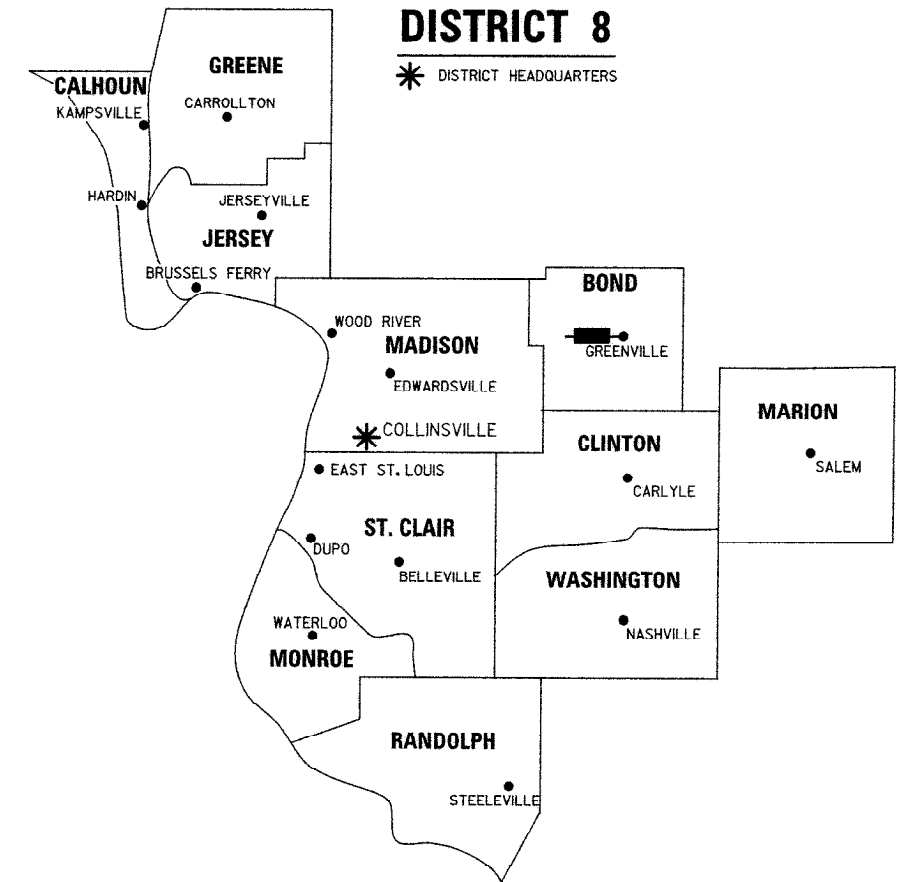 DISTRICT 8
DISTRICT HEADQUARTERS
GREENE
CALHOUN
CARROLLTON
KAMPSVILLE
HARDIN
JERSEYVILLE
JERSEY
BRUSSELS FERRY
BOND
WOOD RIVER
MADISON
GREENVILLE
EDWARDSVILLE
MARION
COLLINSVILLE
CLINTON
SALEM
EAST ST. LOUIS
CARLYLE
ST. CLAIR
DUPO
BELLEVILLE
WASHINGTON
WATERLOO
NASHVILLE
MONROE
RANDOLPH
STEELEVILLE